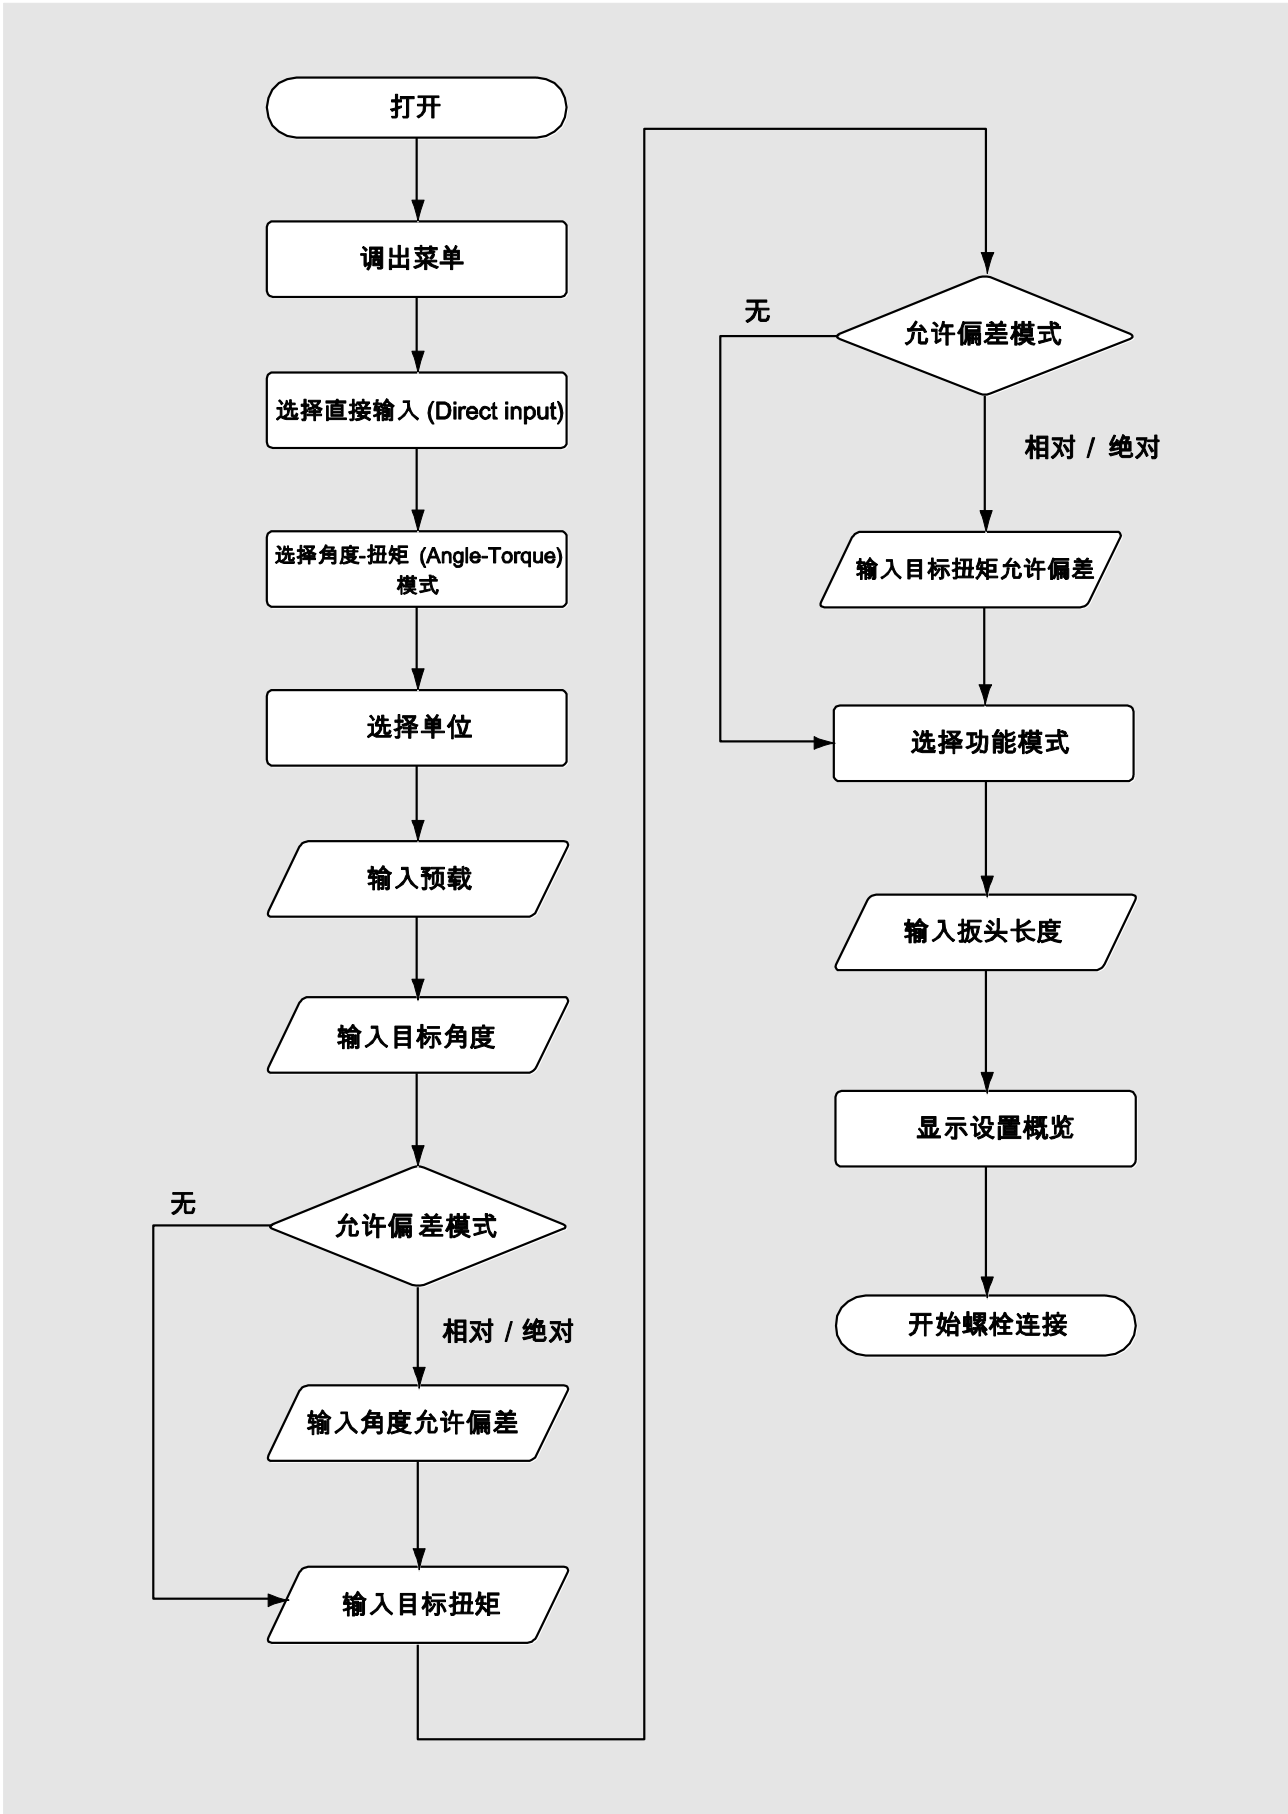 打开
调出菜单
选择直接输入 (Direct input)
选择角度-扭矩 (Angle-Torque)
模式
选择单位
输入预载
输入目标角度
无
允许偏差模式
相对 / 绝对
输入角度允许偏差
输入目标扭矩
无
允许偏差模式
相对 / 绝对
输入目标扭矩允许偏差
选择功能模式
输入扳头长度
显示设置概览
开始螺栓连接